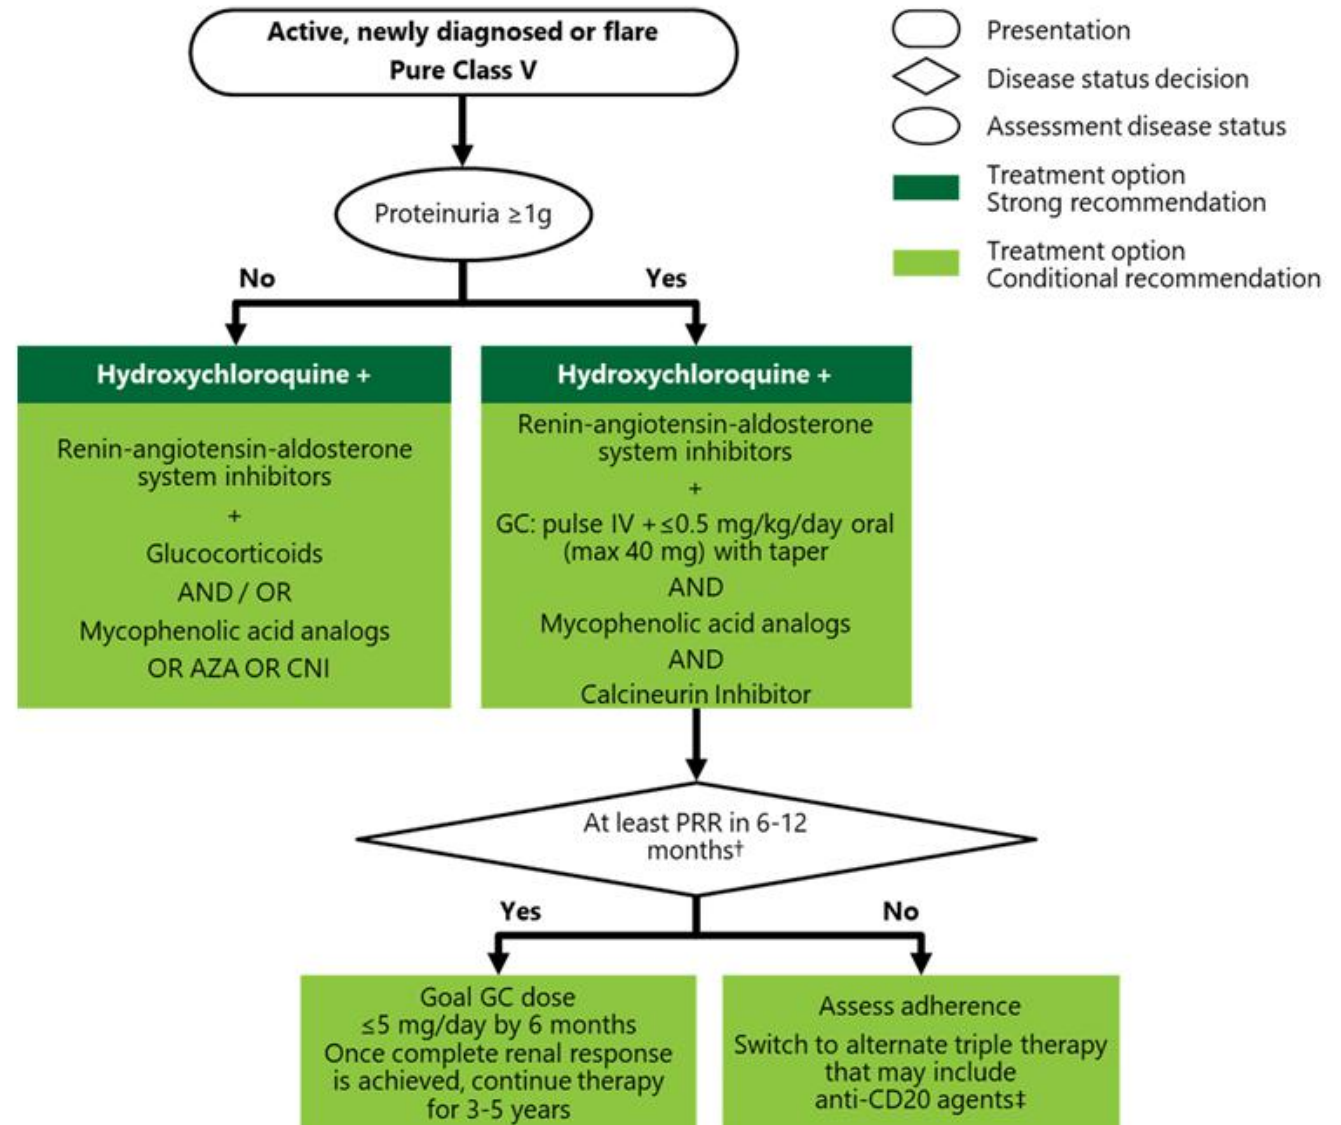 Active, newly diagnosed or flare
Pure Class V
Presentation
Disease status decision
Assessment disease status
Treatment option
Strong recommendation
Treatment option
Conditional recommendation
Proteinuria ≥1g
No
Yes
Hydroxychloroquine +
Renin-angiotensin-aldosterone
system inhibitors
+
Glucocorticoids
AND / OR
Mycophenolic acid analogs
OR AZA OR CNI
Hydroxychloroquine +
Renin-angiotensin-aldosterone
system inhibitors
+
GC: pulse IV +≤0.5 mg/kg/day oral
(max 40 mg) with taper
AND
Mycophenolic acid analogs
AND
Calcineurin Inhibitor
At least PRR in 6-12
months†
Yes
No
Goal GC dose
≤5 mg/day by 6 months
Once complete renal response
is achieved, continue therapy
for 3-5 years
Assess adherence
Switch to alternate triple therapy
that may include
anti-CD20 agents‡